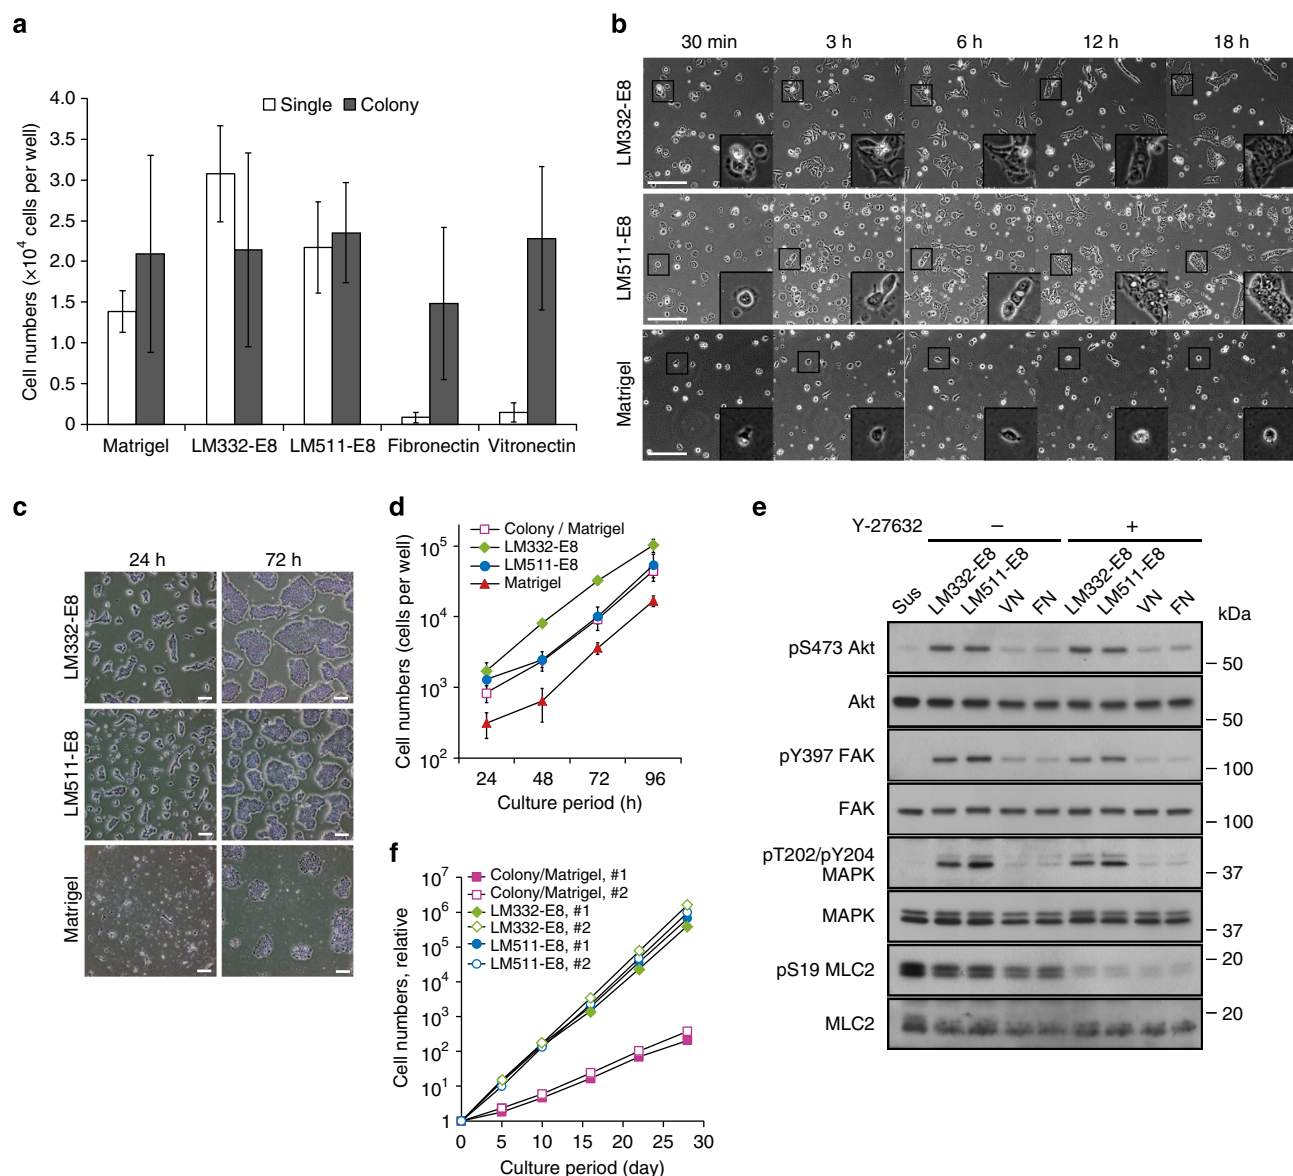 a
4.0
3.5
3.0
2.5
2.0
1.5
1.0
0.5
0
Cell numbers (×10⁴ cells per well)
Single
Colony
Matrigel
LM332-E8
LM511-E8
Fibronectin
Vitronectin
b
30 min
3 h
6 h
12 h
18 h
LM332-E8
LM511-E8
Matrigel
c
24 h
72 h
LM332-E8
LM511-E8
Matrigel
d
Colony / Matrigel
LM332-E8
LM511-E8
Matrigel
10⁵
10⁴
10³
10²
Cell numbers (cells per well)
24
48
72
96
Culture period (h)
e
Y-27632
–
+
Sus
LM332-E8
LM511-E8
VN
FN
LM332-E8
LM511-E8
VN
FN
kDa
pS473 Akt
50
Akt
50
pY397 FAK
100
FAK
100
pT202/pY204
MAPK
37
MAPK
37
pS19 MLC2
20
MLC2
20
f
Colony/Matrigel, #1
Colony/Matrigel, #2
LM332-E8, #1
LM332-E8, #2
LM511-E8, #1
LM511-E8, #2
10⁷
10⁶
10⁵
10⁴
10³
10²
10¹
1
Cell numbers, relative
0
5
10
15
20
25
30
Culture period (day)